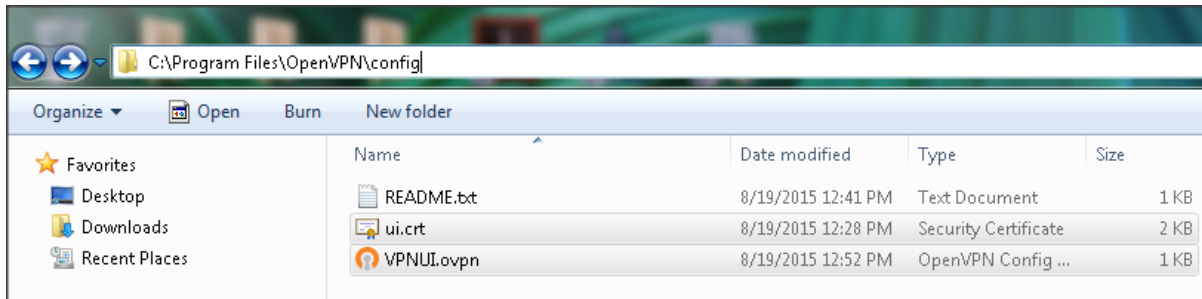 C:\Program Files\OpenVPN\config
Organize Open Burn New folder
Favorites Name Date modified Type Size
Desktop README.txt 8/19/2015 12:41 PM Text Document 1 KB
Downloads ui.crt 8/19/2015 12:28 PM Security Certificate 2 KB
Recent Places VPNUI.ovpn 8/19/2015 12:52 PM OpenVPN Config ... 1 KB